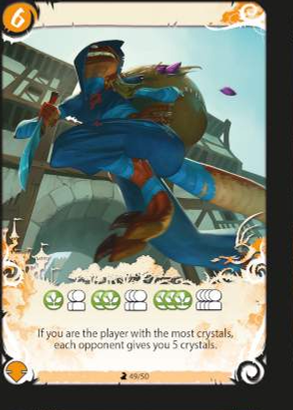 6
If you are the player with the most crystals,
each opponent gives you 5 crystals.
49/50